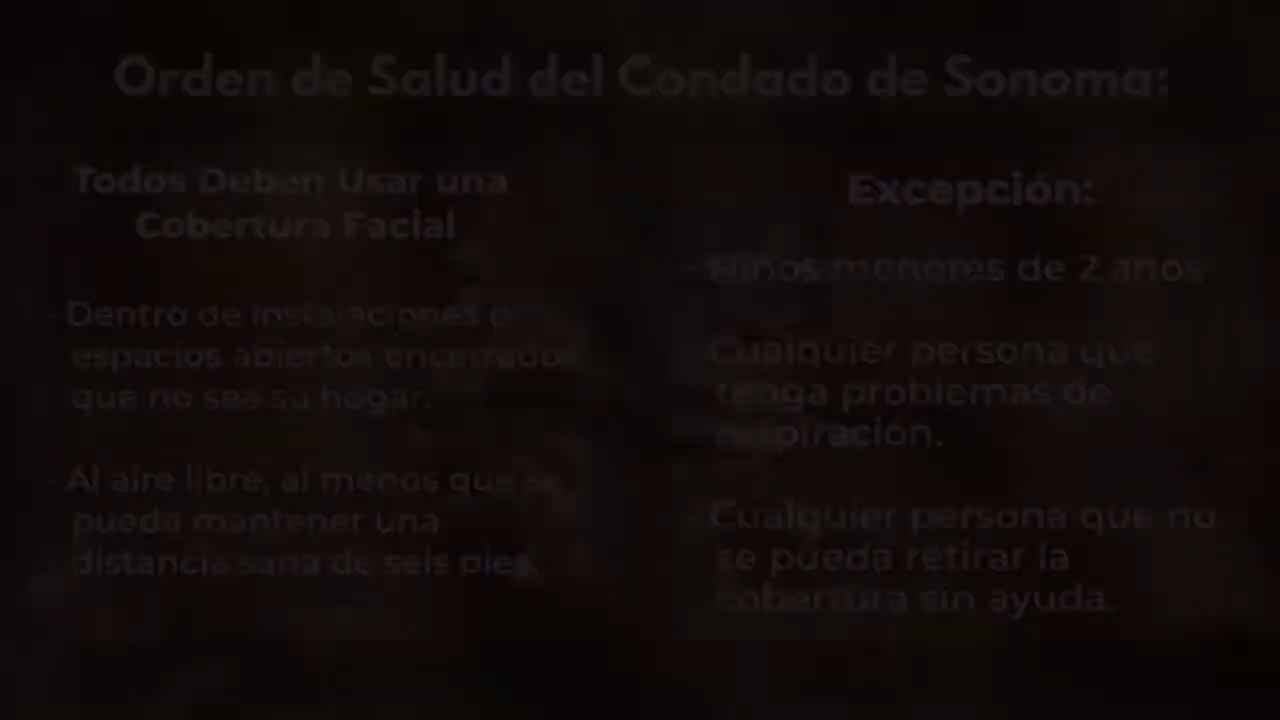 Orden de Salud del Condado de Sonoma:
Todos Deben Usar una
Cobertura Facial
- Dentro de instalaciones o
espacios abiertos encerrados
que no sea su hogar.
- Al aire libre, al menos que se
pueda mantener una
distancia sana de seis pies.
Excepción:
- Niños menores de 2 años
- Cualquier persona que
tenga problemas de
respiración.
- Cualquier persona que no
se pueda retirar la
cobertura sin ayuda.